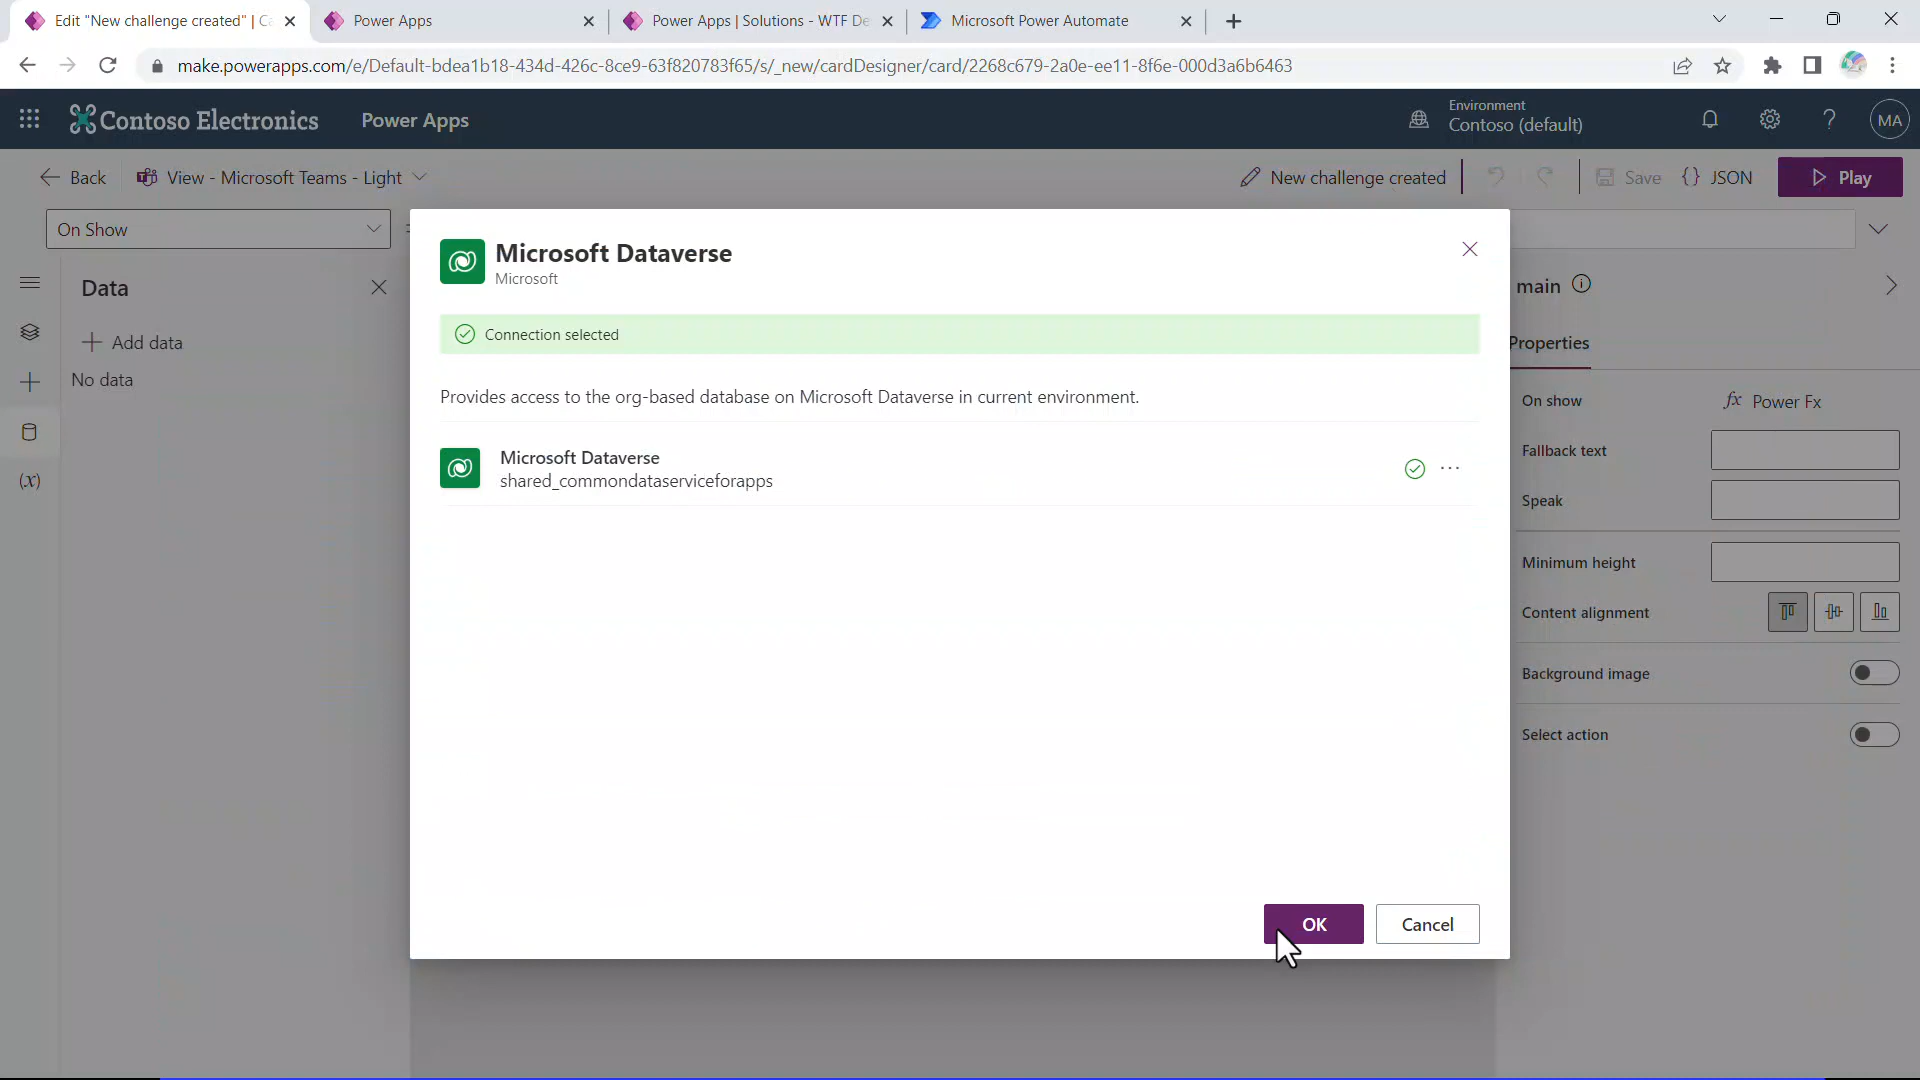 Edit "New challenge created" | Ca
Power Apps
Power Apps | Solutions - WTF De
Microsoft Power Automate
make.powerapps.com/e/Default-bdea1b18-434d-426c-8ce9-63f820783f65/s/_new/cardDesigner/card/2268c679-2a0e-ee11-8f6e-000d3a6b6463
Contoso Electronics
Power Apps
Environment
Contoso (default)
?
MA
Back
View - Microsoft Teams - Light
New challenge created
Save
{} JSON
Play
On Show
=
Data
Add data
No data
(x)
Microsoft Dataverse
Microsoft
Connection selected
Provides access to the org-based database on Microsoft Dataverse in current environment.
Microsoft Dataverse
shared_commondataserviceforapps
...
OK
Cancel
main
Properties
On show
fx Power Fx
Fallback text
Speak
Minimum height
Content alignment
Background image
Select action